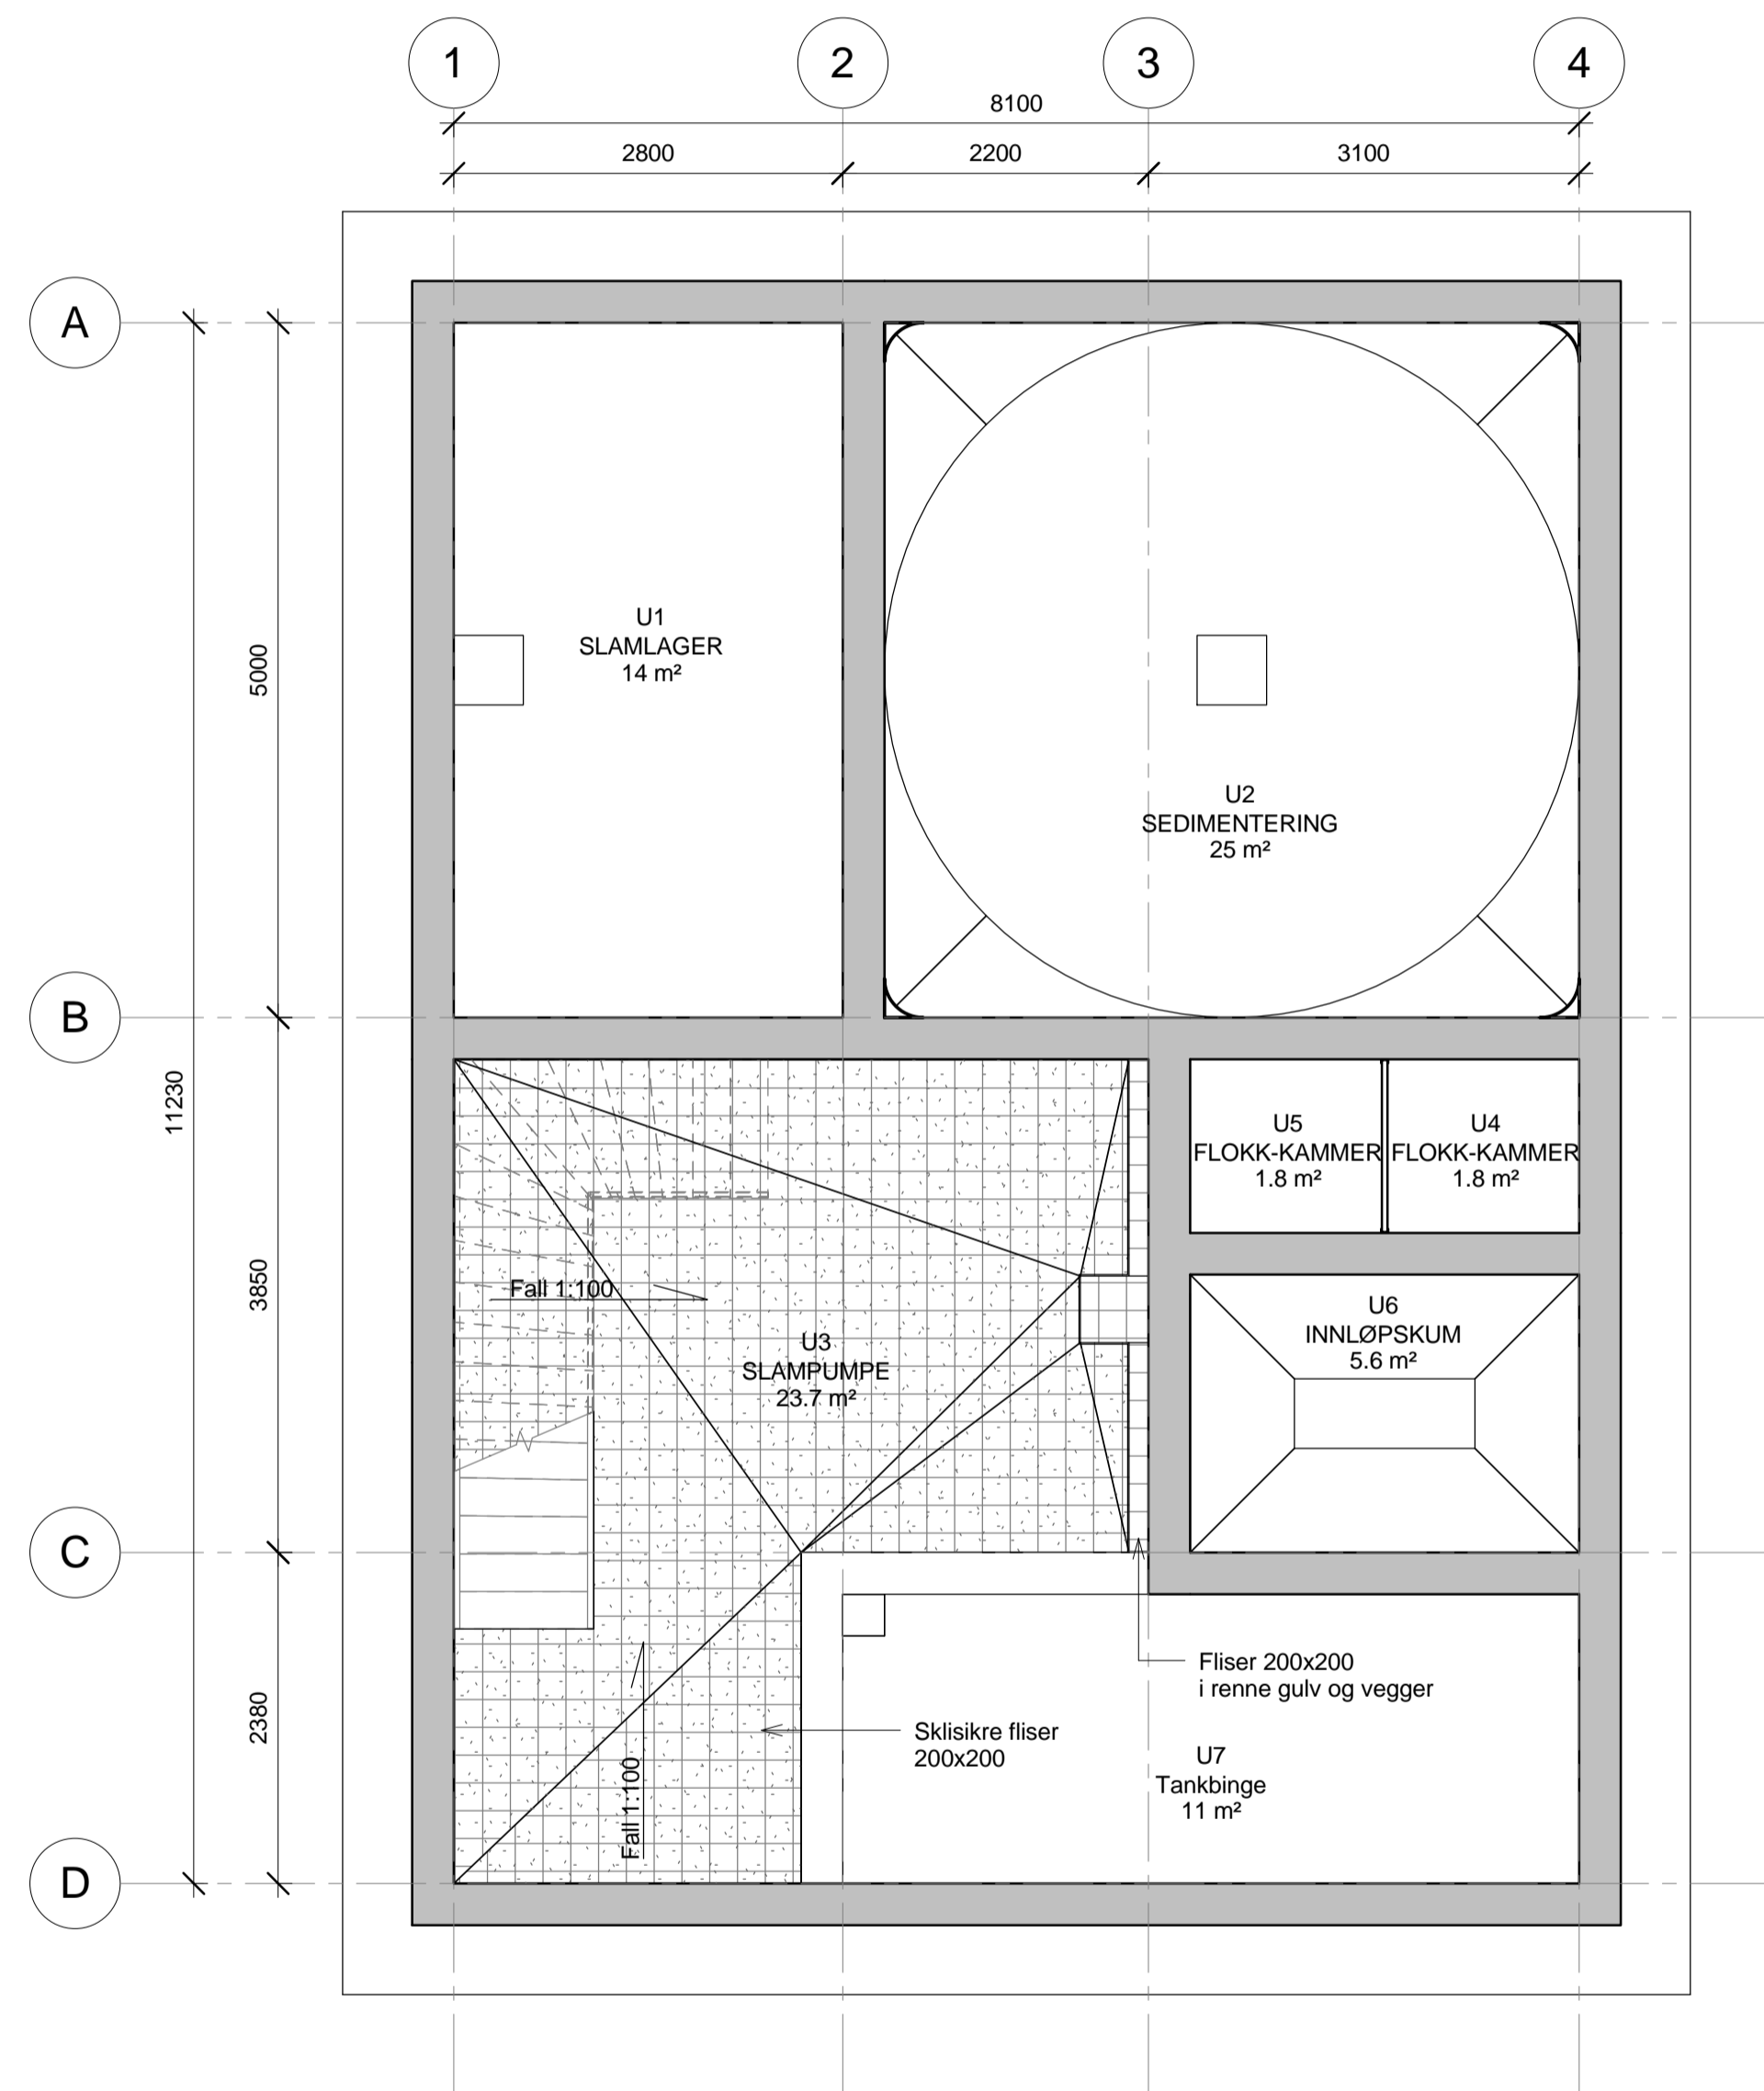 1
2
3
4
8100
2800
2200
3100
A
U1
SLAMLAGER
14 m²
5000
U2
SEDIMENTERING
25 m²
B
11230
U5
FLOKK-KAMMER
1.8 m²
U4
FLOKK-KAMMER
1.8 m²
3850
Fall 1:100
U3
SLAMPUMPE
23.7 m²
U6
INNLØPSKUM
5.6 m²
C
Fliser 200x200
i renne gulv og vegger
2380
Sklisikre fliser
200x200
Fall 1:100
U7
Tankbinge
11 m²
D